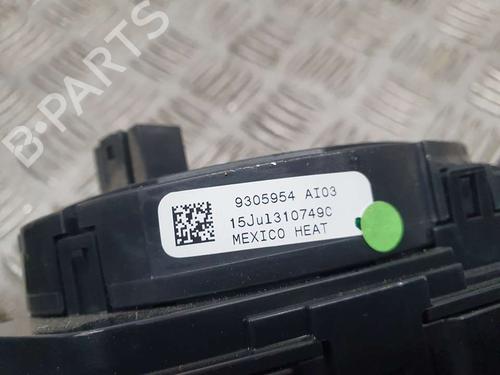 B-PARTS
9305954 AI03
15Jul310749C
MEXICO HEAT